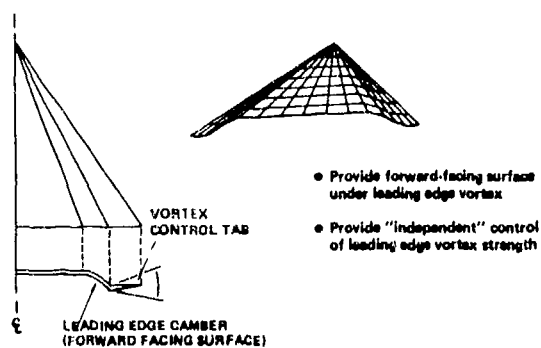 • Provide forward-facing surface
under leading edge vortex
• Provide "independent" control
of leading edge vortex strength
VORTEX
CONTROL TAB
℄
LEADING EDGE CAMBER
(FORWARD FACING SURFACE)